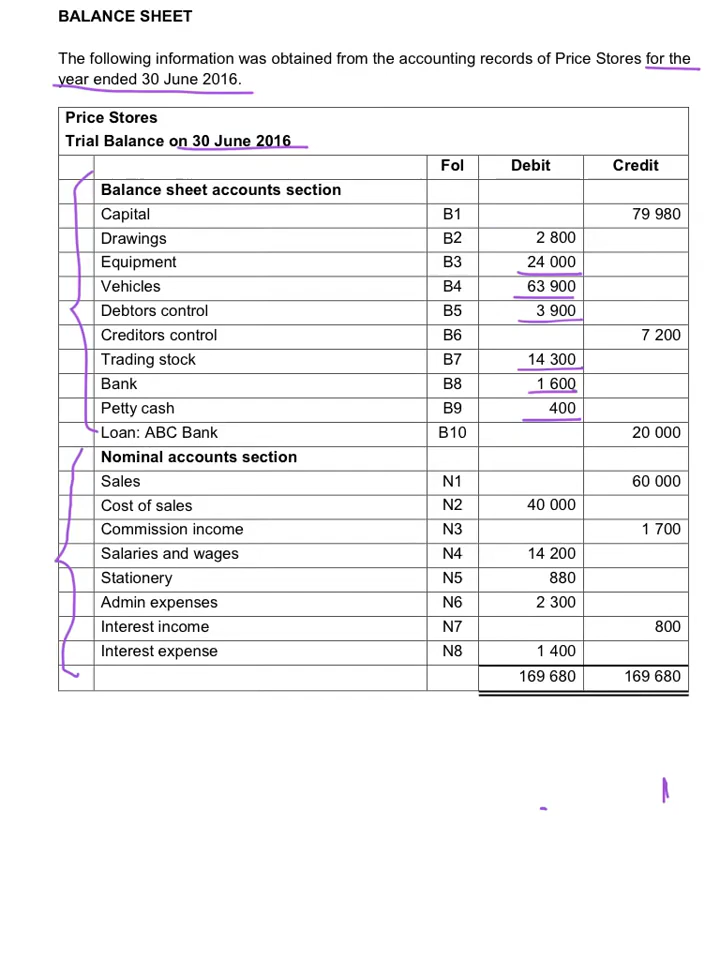 BALANCE SHEET
The following information was obtained from the accounting records of Price Stores for the
year ended 30 June 2016.
Price Stores
Trial Balance on 30 June 2016
Fol Debit Credit
Balance sheet accounts section
Capital B1 79 980
Drawings B2 2 800
Equipment B3 24 000
Vehicles B4 63 900
Debtors control B5 3 900
Creditors control B6 7 200
Trading stock B7 14 300
Bank B8 1 600
Petty cash B9 400
Loan: ABC Bank B10 20 000
Nominal accounts section
Sales N1 60 000
Cost of sales N2 40 000
Commission income N3 1 700
Salaries and wages N4 14 200
Stationery N5 880
Admin expenses N6 2 300
Interest income N7 800
Interest expense N8 1 400
169 680 169 680